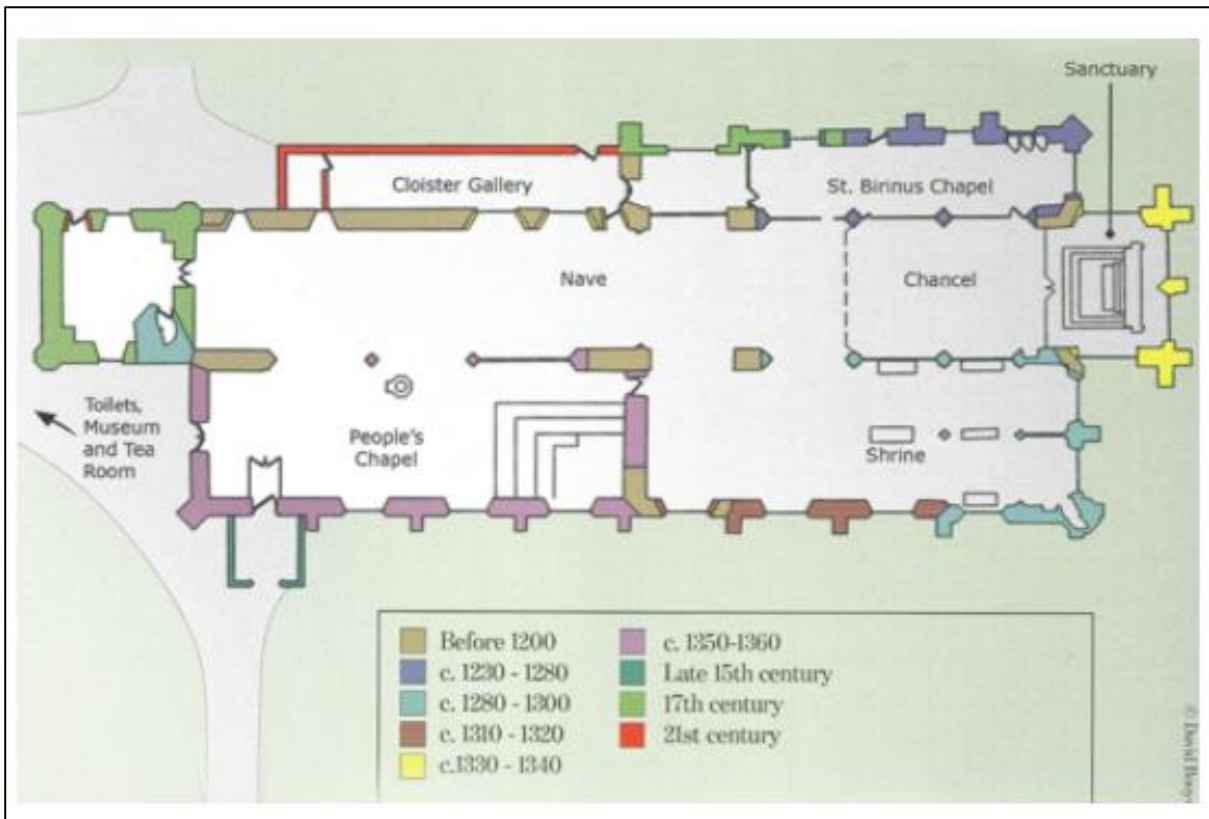 Sanctuary
Cloister Gallery
St. Birinus Chapel
Nave
Chancel
Toilets,
Museum
and Tea
Room
People's
Chapel
Shrine
Before 1200
c. 1230 - 1280
c. 1280 - 1300
c. 1310 - 1320
c.1330 - 1340
c. 1350-1360
Late 15th century
17th century
21st century
© David